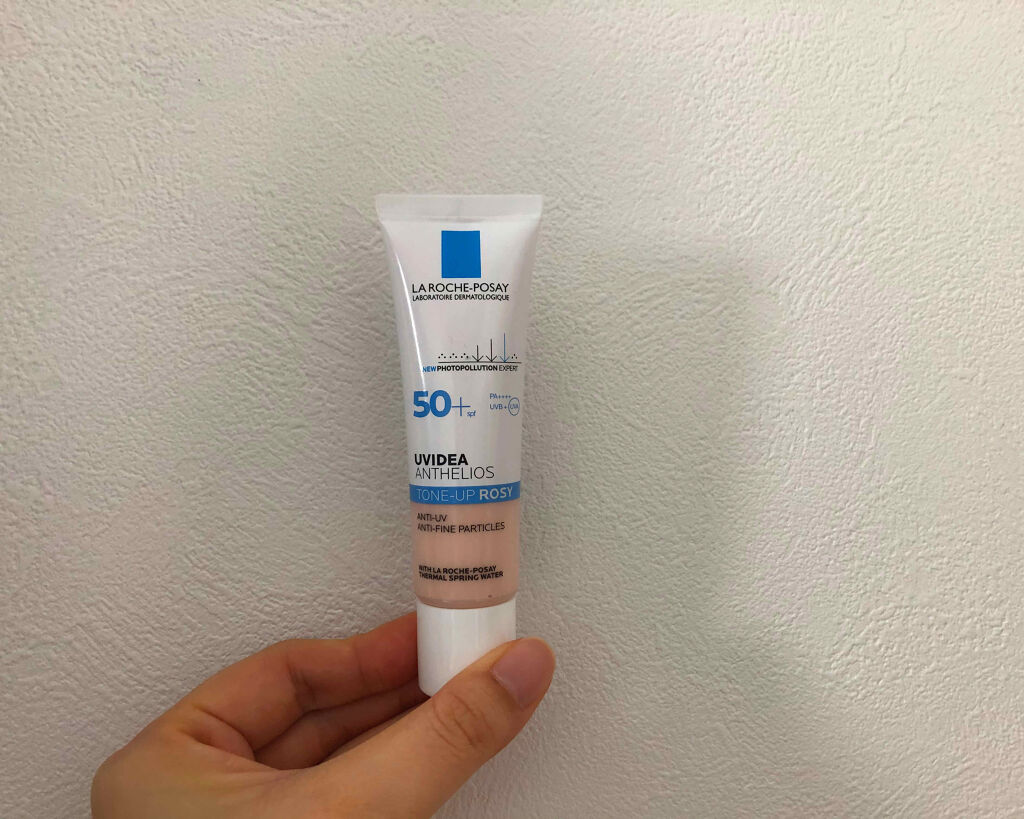 LA ROCHE-POSAY
LABORATOIRE DERMATOLOGIQUE
NEW PHOTOPOLLUTION EXPERT
50+ spf
PA++++
UVB + UVA
UVIDEA
ANTHELIOS
TONE-UP ROSY
ANTI-UV
ANTI-FINE PARTICLES
WITH LA ROCHE-POSAY
THERMAL SPRING WATER